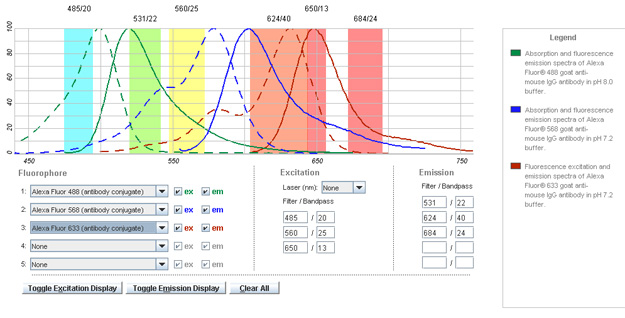 485/20 560/25 650/13
531/22 624/40 684/24
100
80
60
40
20
0
450 550 650 750
Legend
Absorption and fluorescence
emission spectra of Alexa
Fluor® 488 goat anti-
mouse IgG antibody in pH 8.0
buffer.
Absorption and fluorescence
emission spectra of Alexa
Fluor® 568 goat anti-
mouse IgG antibody in pH 7.2
buffer.
Fluorescence excitation and
emission spectra of Alexa
Fluor® 633 goat anti-
mouse IgG antibody in pH 7.2
buffer.
Fluorophore
1: Alexa Fluor 488 (antibody conjugate) ex em
2: Alexa Fluor 568 (antibody conjugate) ex em
3: Alexa Fluor 633 (antibody conjugate) ex em
4: None ex em
5: None ex em
Excitation
Laser (nm): None
Filter / Bandpass
485 / 20
560 / 25
650 / 13
Emission
Filter / Bandpass
531 / 22
624 / 40
684 / 24
/
/
Toggle Excitation Display Toggle Emission Display Clear All